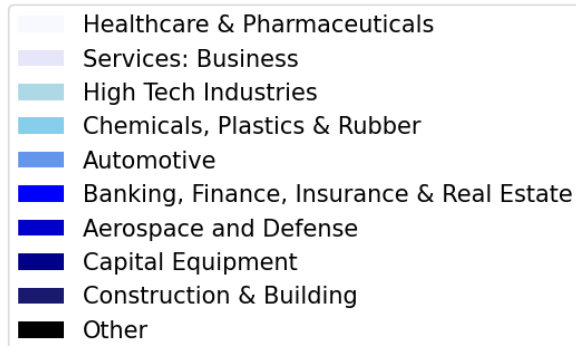 Healthcare & Pharmaceuticals
Services: Business
High Tech Industries
Chemicals, Plastics & Rubber
Automotive
Banking, Finance, Insurance & Real Estate
Aerospace and Defense
Capital Equipment
Construction & Building
Other